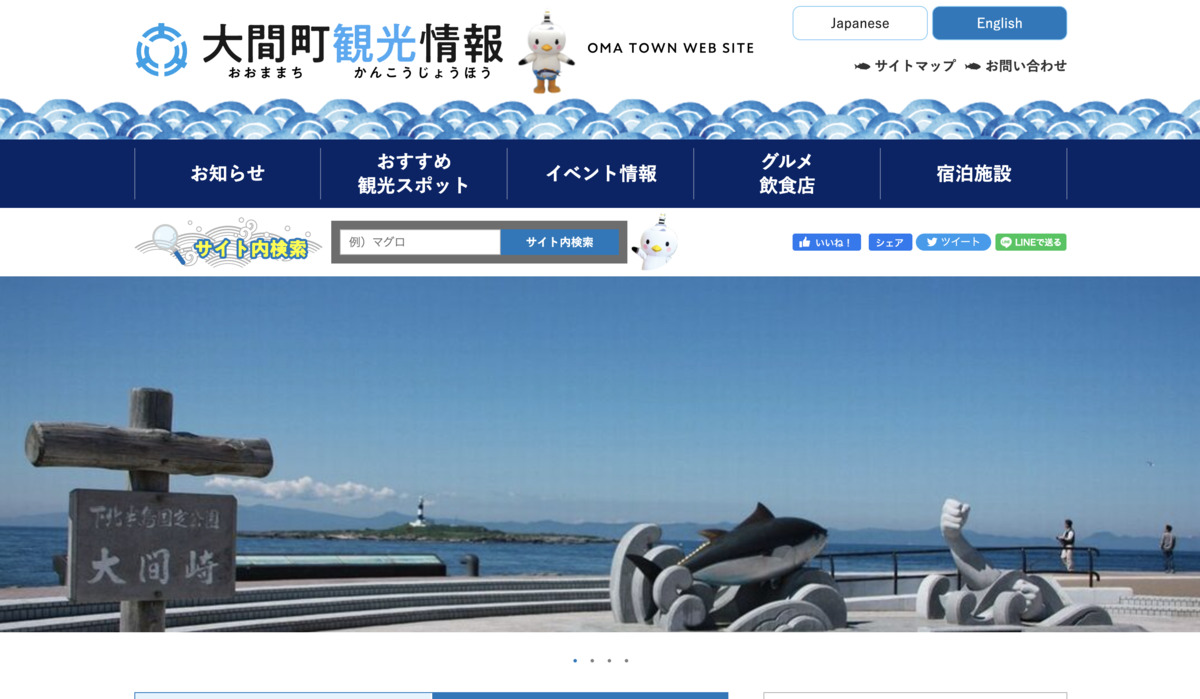 大間町観光情報
おおままち かんこうじょうほう
OMA TOWN WEB SITE
Japanese
English
サイトマップ
お問い合わせ
お知らせ
おすすめ
観光スポット
イベント情報
グルメ
飲食店
宿泊施設
サイト内検索
例）マグロ
サイト内検索
いいね！
シェア
ツイート
LINEで送る
下北半島国定公園
大間崎